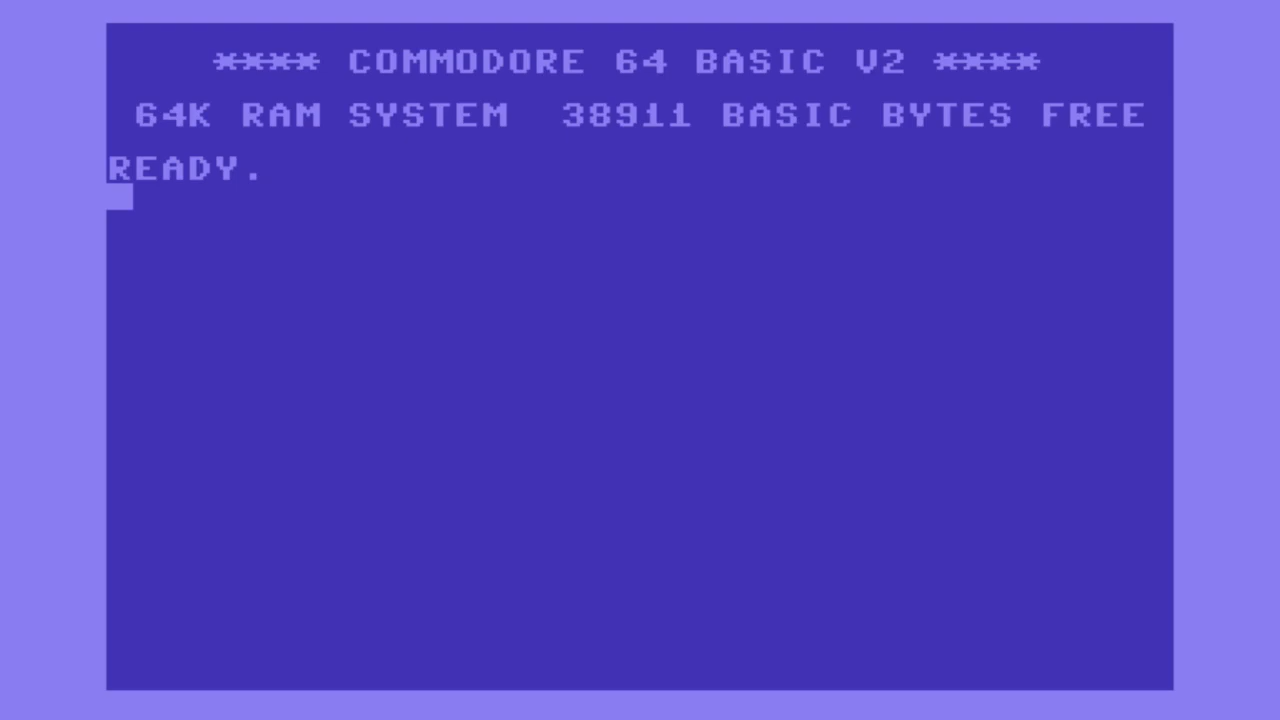 **** COMMODORE 64 BASIC V2 ****
64K RAM SYSTEM  38911 BASIC BYTES FREE
READY.